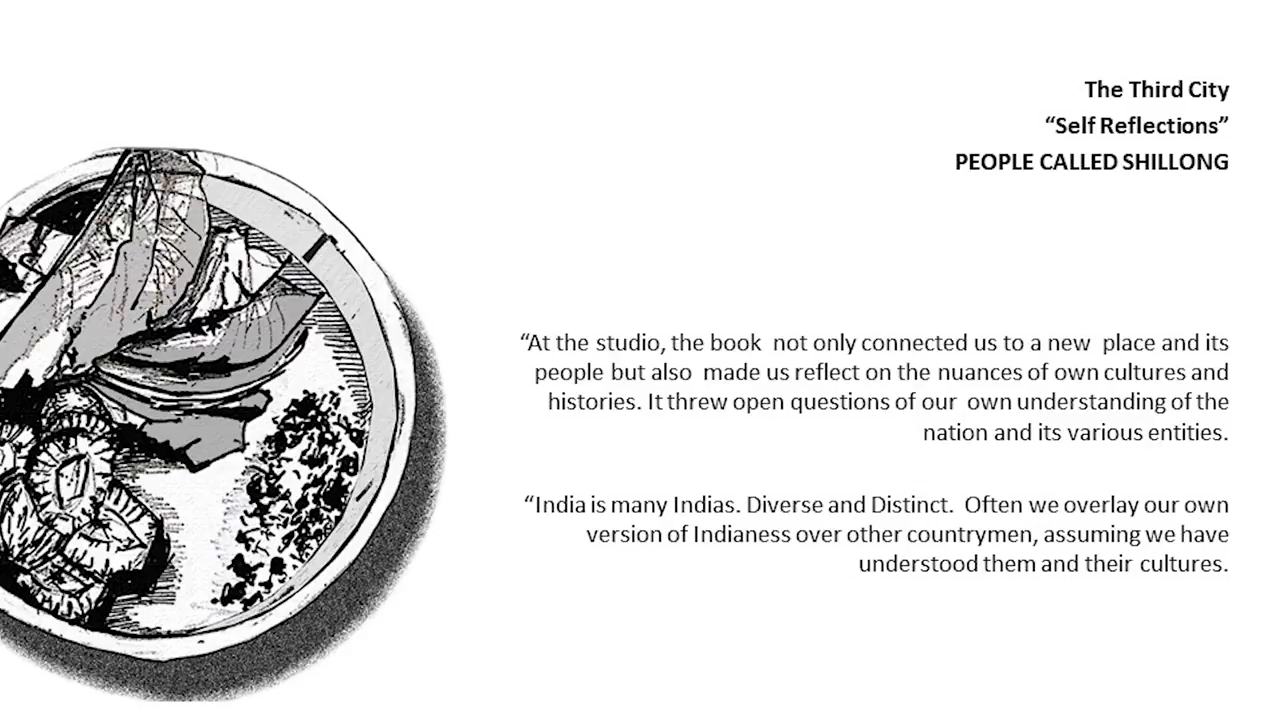 The Third City
“Self Reflections”
PEOPLE CALLED SHILLONG
“At the studio, the book not only connected us to a new place and its
people but also made us reflect on the nuances of own cultures and
histories. It threw open questions of our own understanding of the
nation and its various entities.
“India is many Indias. Diverse and Distinct. Often we overlay our own
version of Indianess over other countrymen, assuming we have
understood them and their cultures.